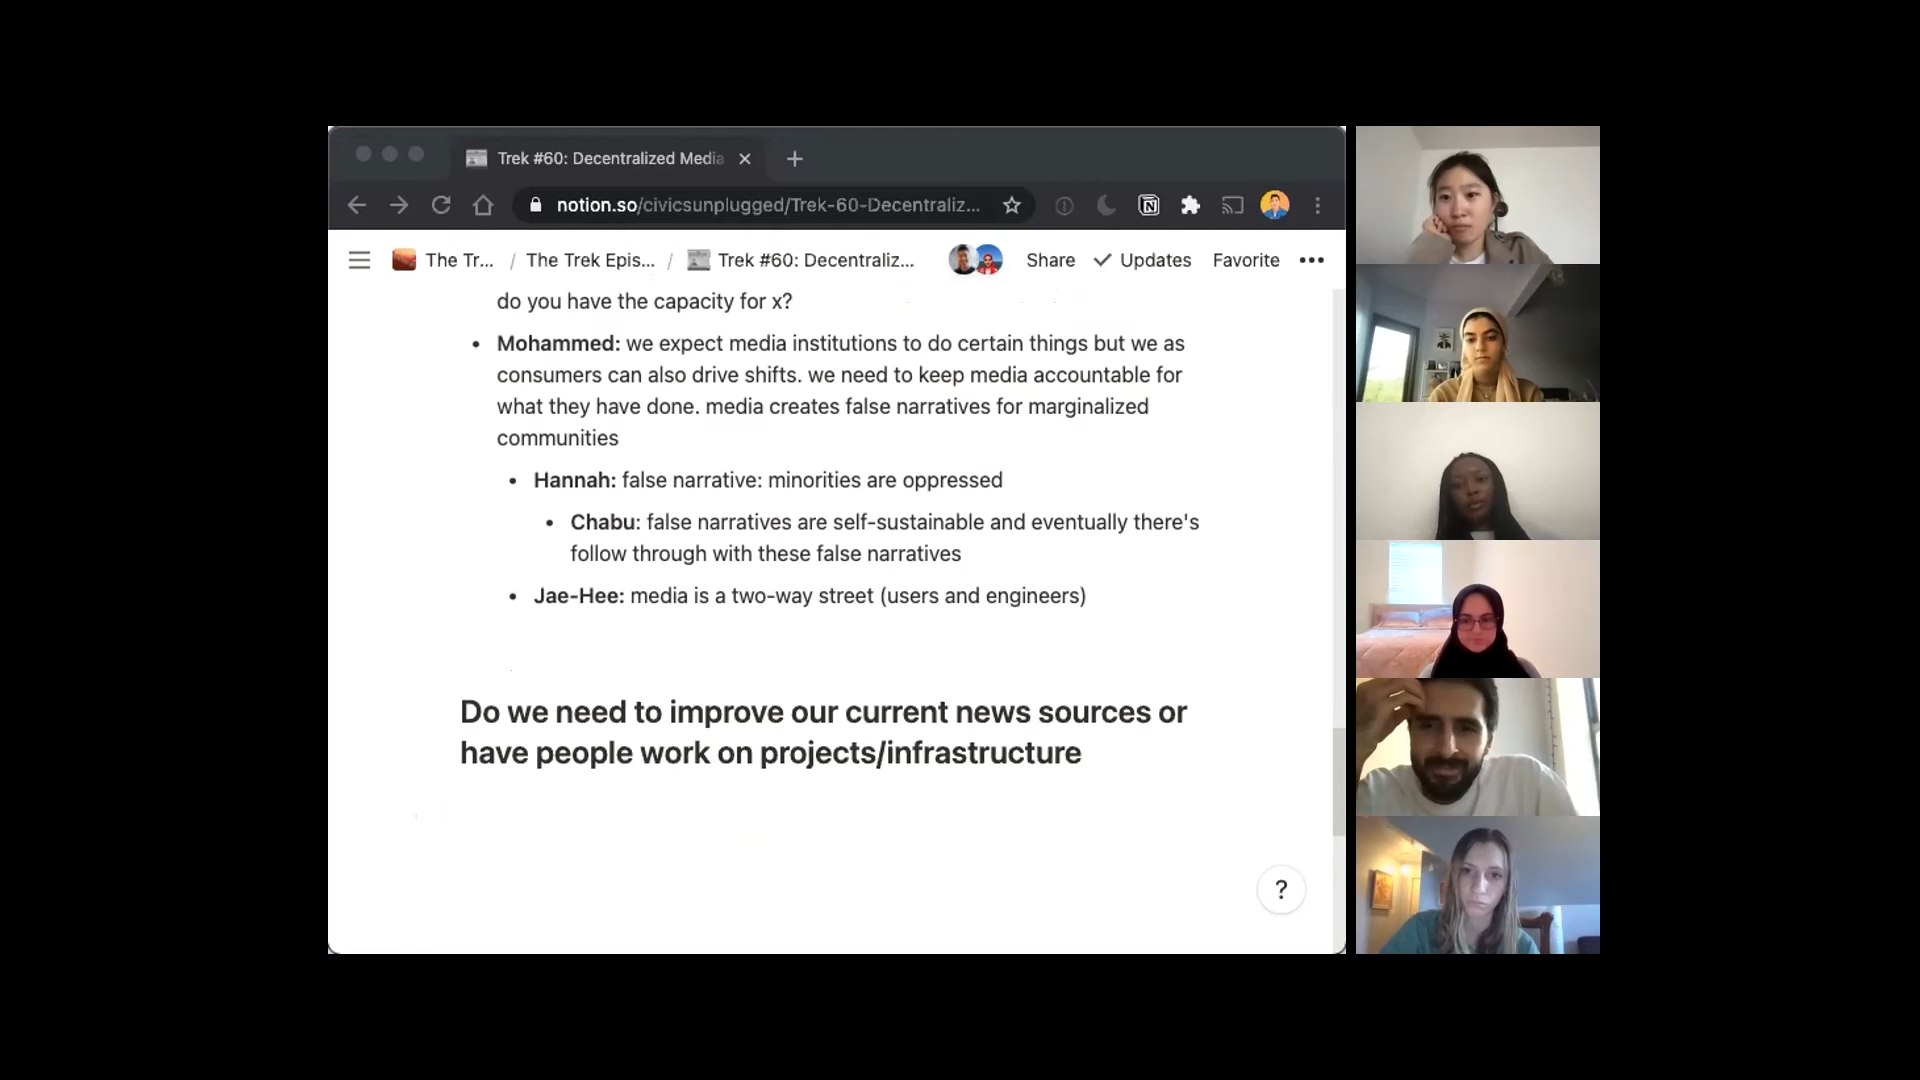 Trek #60: Decentralized Media
notion.so/civicsunplugged/Trek-60-Decentraliz...
The Tr... / The Trek Epis... / Trek #60: Decentraliz... Share Updates Favorite
do you have the capacity for x?
• Mohammed: we expect media institutions to do certain things but we as
consumers can also drive shifts. we need to keep media accountable for
what they have done. media creates false narratives for marginalized
communities
• Hannah: false narrative: minorities are oppressed
• Chabu: false narratives are self-sustainable and eventually there's
follow through with these false narratives
• Jae-Hee: media is a two-way street (users and engineers)
Do we need to improve our current news sources or
have people work on projects/infrastructure
?